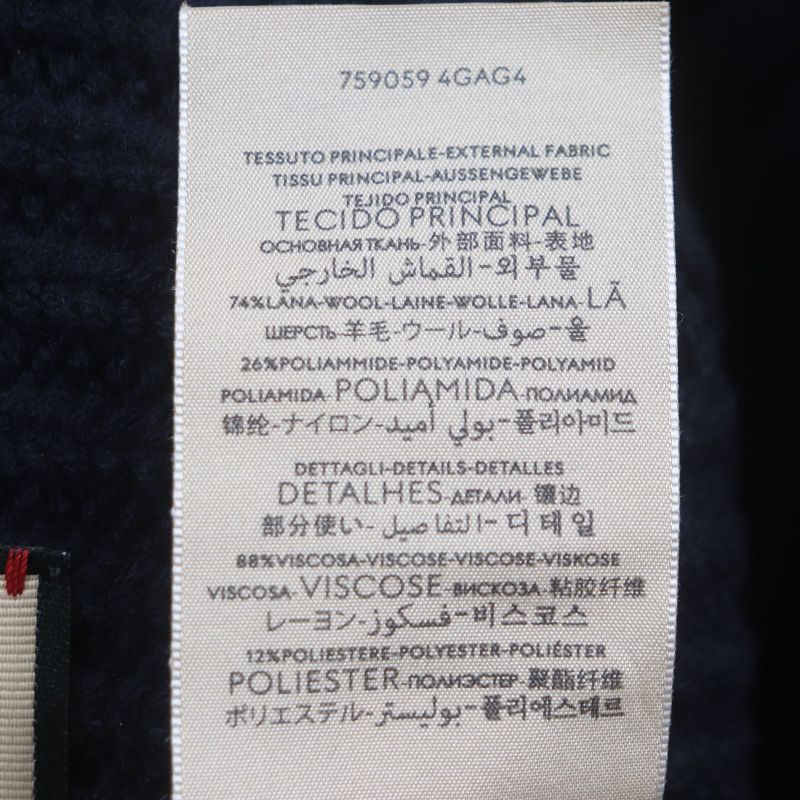 759059 4GAG4
TESSUTO PRINCIPALE-EXTERNAL FABRIC
TISSU PRINCIPAL-AUSSENGEWEBE
TEJIDO PRINCIPAL
TECIDO PRINCIPAL
ОСНОВНАЯ ТКАНЬ-外部面料-表地
القماش الخارجي-외부물
74%LANA-WOOL-LAINE-WOLLE-LANA-LÃ
ШЕРСТЬ-羊毛-ウール-صوف-울
26%POLIAMMIDE-POLYAMIDE-POLYAMID
POLIAMIDA-POLIAMIDA-ПОЛИАМИД
锦纶-ナイロン-بولي أميد-폴리아미드
DETTAGLI-DETAILS-DETALLES
DETALHES-ДЕТАЛИ-镶边
部分使い-التفاصيل-디테일
88%VISCOSA-VISCOSE-VISCOSE-VISKOSE
VISCOSA-VISCOSE-ВИСКОЗА-粘胶纤维
レーヨン-فسكوز-비스코스
12%POLIESTERE-POLYESTER-POLIÉSTER
POLIESTER-ПОЛИЭСТЕР-聚酯纤维
ポリエステル-بوليستر-폴리에스테르